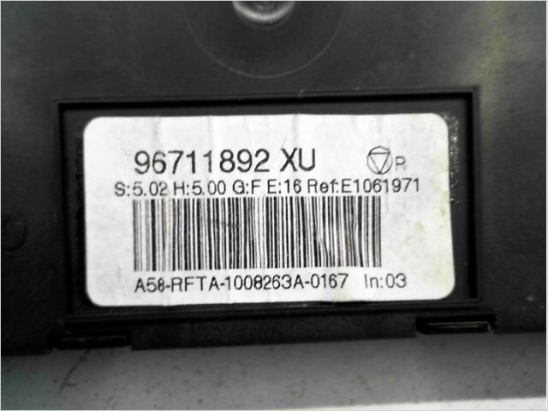 96711892 XU R
S:5.02 H:5.00 G:F E:16 Ref:E1061971
A58-RFTA-1008263A-0167 In:03